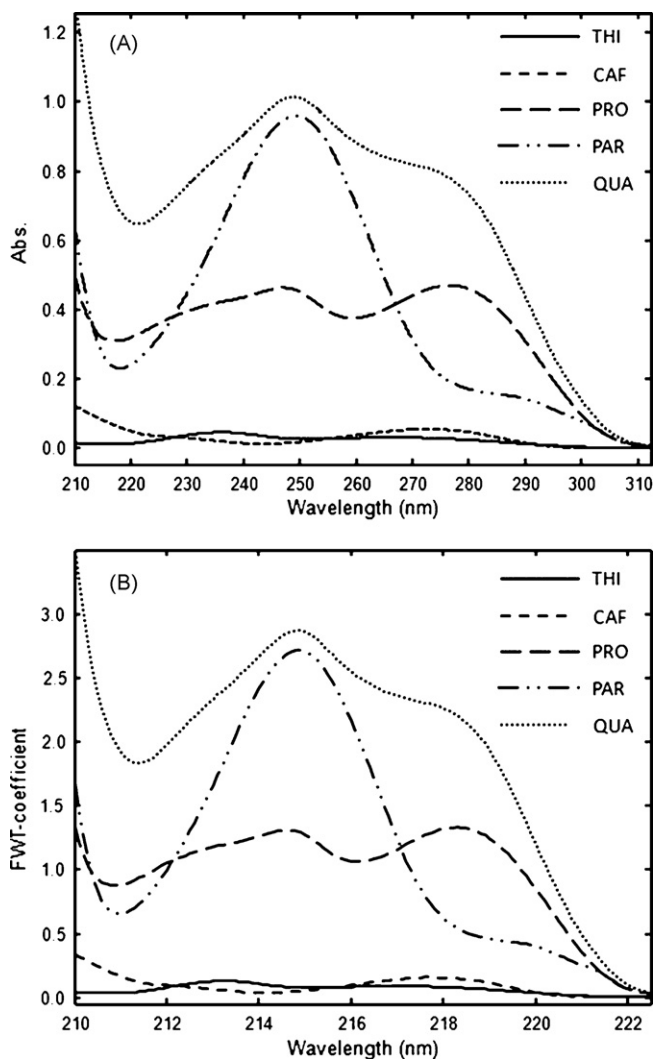 (A)
THI
CAF
PRO
PAR
QUA
1.2
1.0
0.8
0.6
0.4
0.2
0.0
Abs.
210 220 230 240 250 260 270 280 290 300 310
Wavelength (nm)
(B)
THI
CAF
PRO
PAR
QUA
3.0
2.5
2.0
1.5
1.0
0.5
0.0
FWT-coefficient
210 212 214 216 218 220 222
Wavelength (nm)